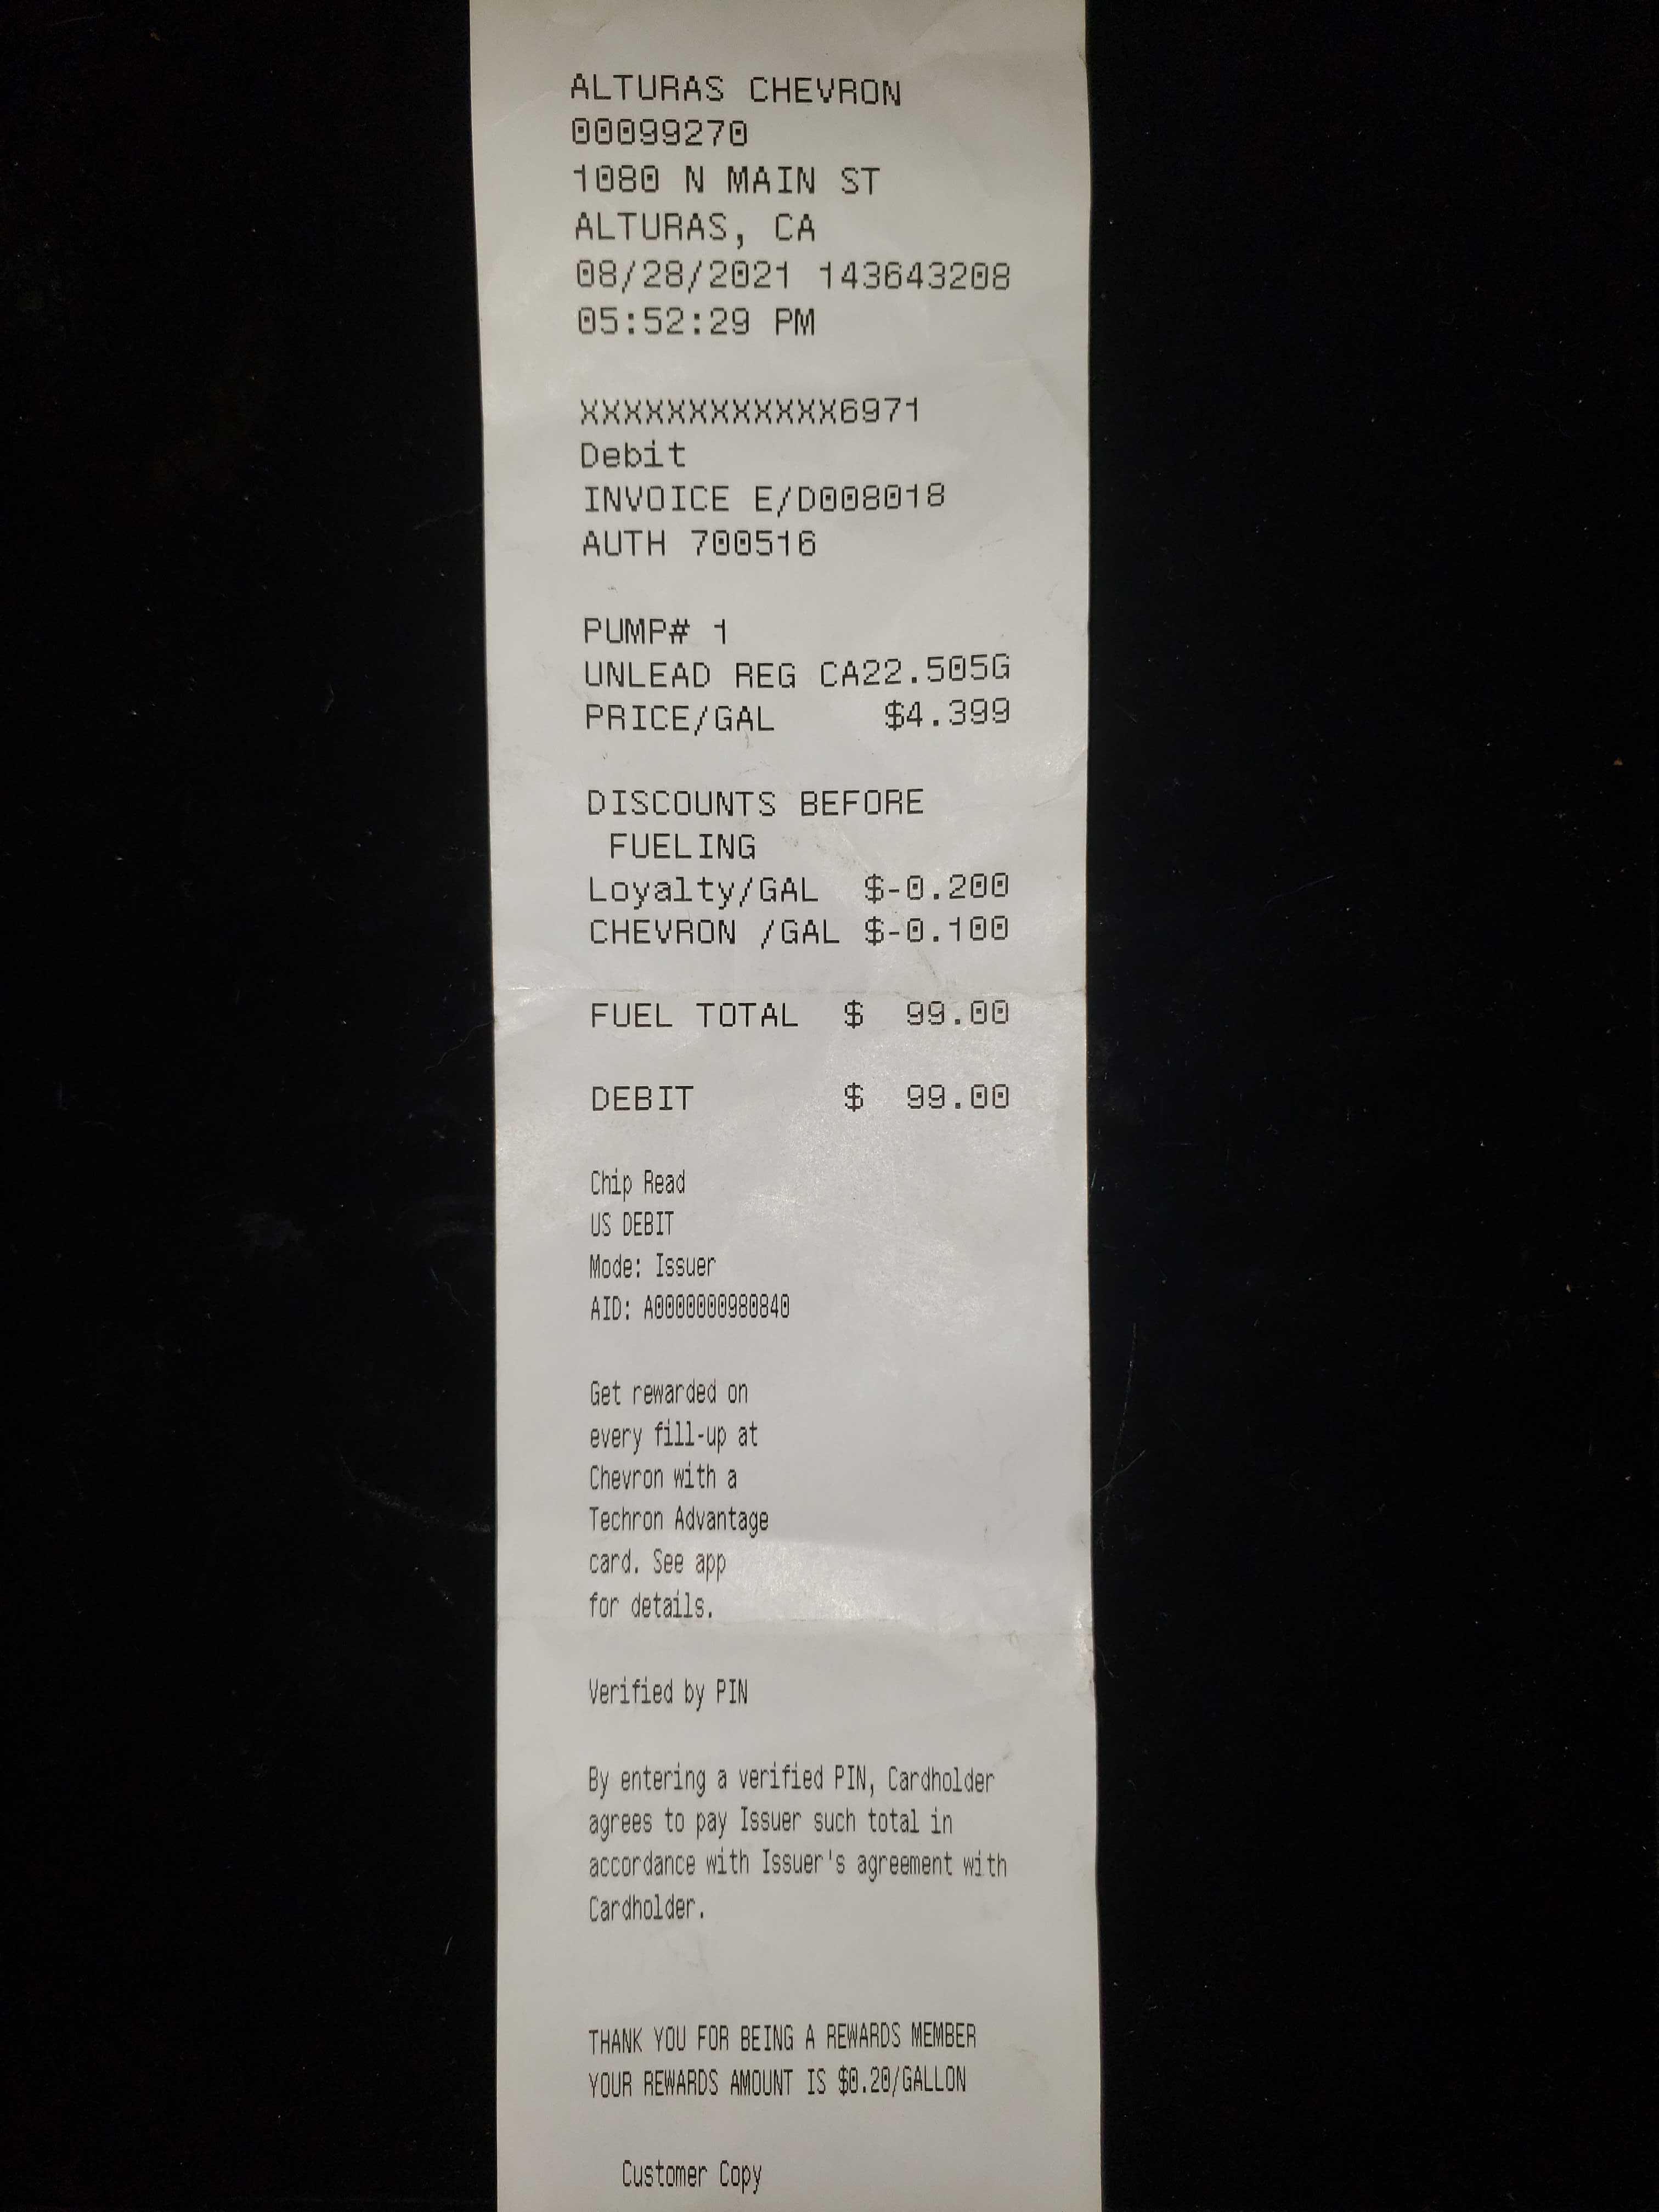 ALTURAS CHEVRON
00099270
1080 N MAIN ST
ALTURAS, CA
08/28/2021 143643208
05:52:29 PM
XXXXXXXXXXXX6971
Debit
INVOICE E/D008018
AUTH 700516
PUMP# 1
UNLEAD REG CA22.505G
PRICE/GAL $4.399
DISCOUNTS BEFORE
FUELING
Loyalty/GAL $-0.200
CHEVRON /GAL $-0.100
FUEL TOTAL $ 99.00
DEBIT $ 99.00
Chip Read
US DEBIT
Mode: Issuer
AID: A0000000980840
Get rewarded on
every fill-up at
Chevron with a
Techron Advantage
card. See app
for details.
Verified by PIN
By entering a verified PIN, Cardholder
agrees to pay Issuer such total in
accordance with Issuer's agreement with
Cardholder.
THANK YOU FOR BEING A REWARDS MEMBER
YOUR REWARDS AMOUNT IS $0.20/GALLON
Customer Copy